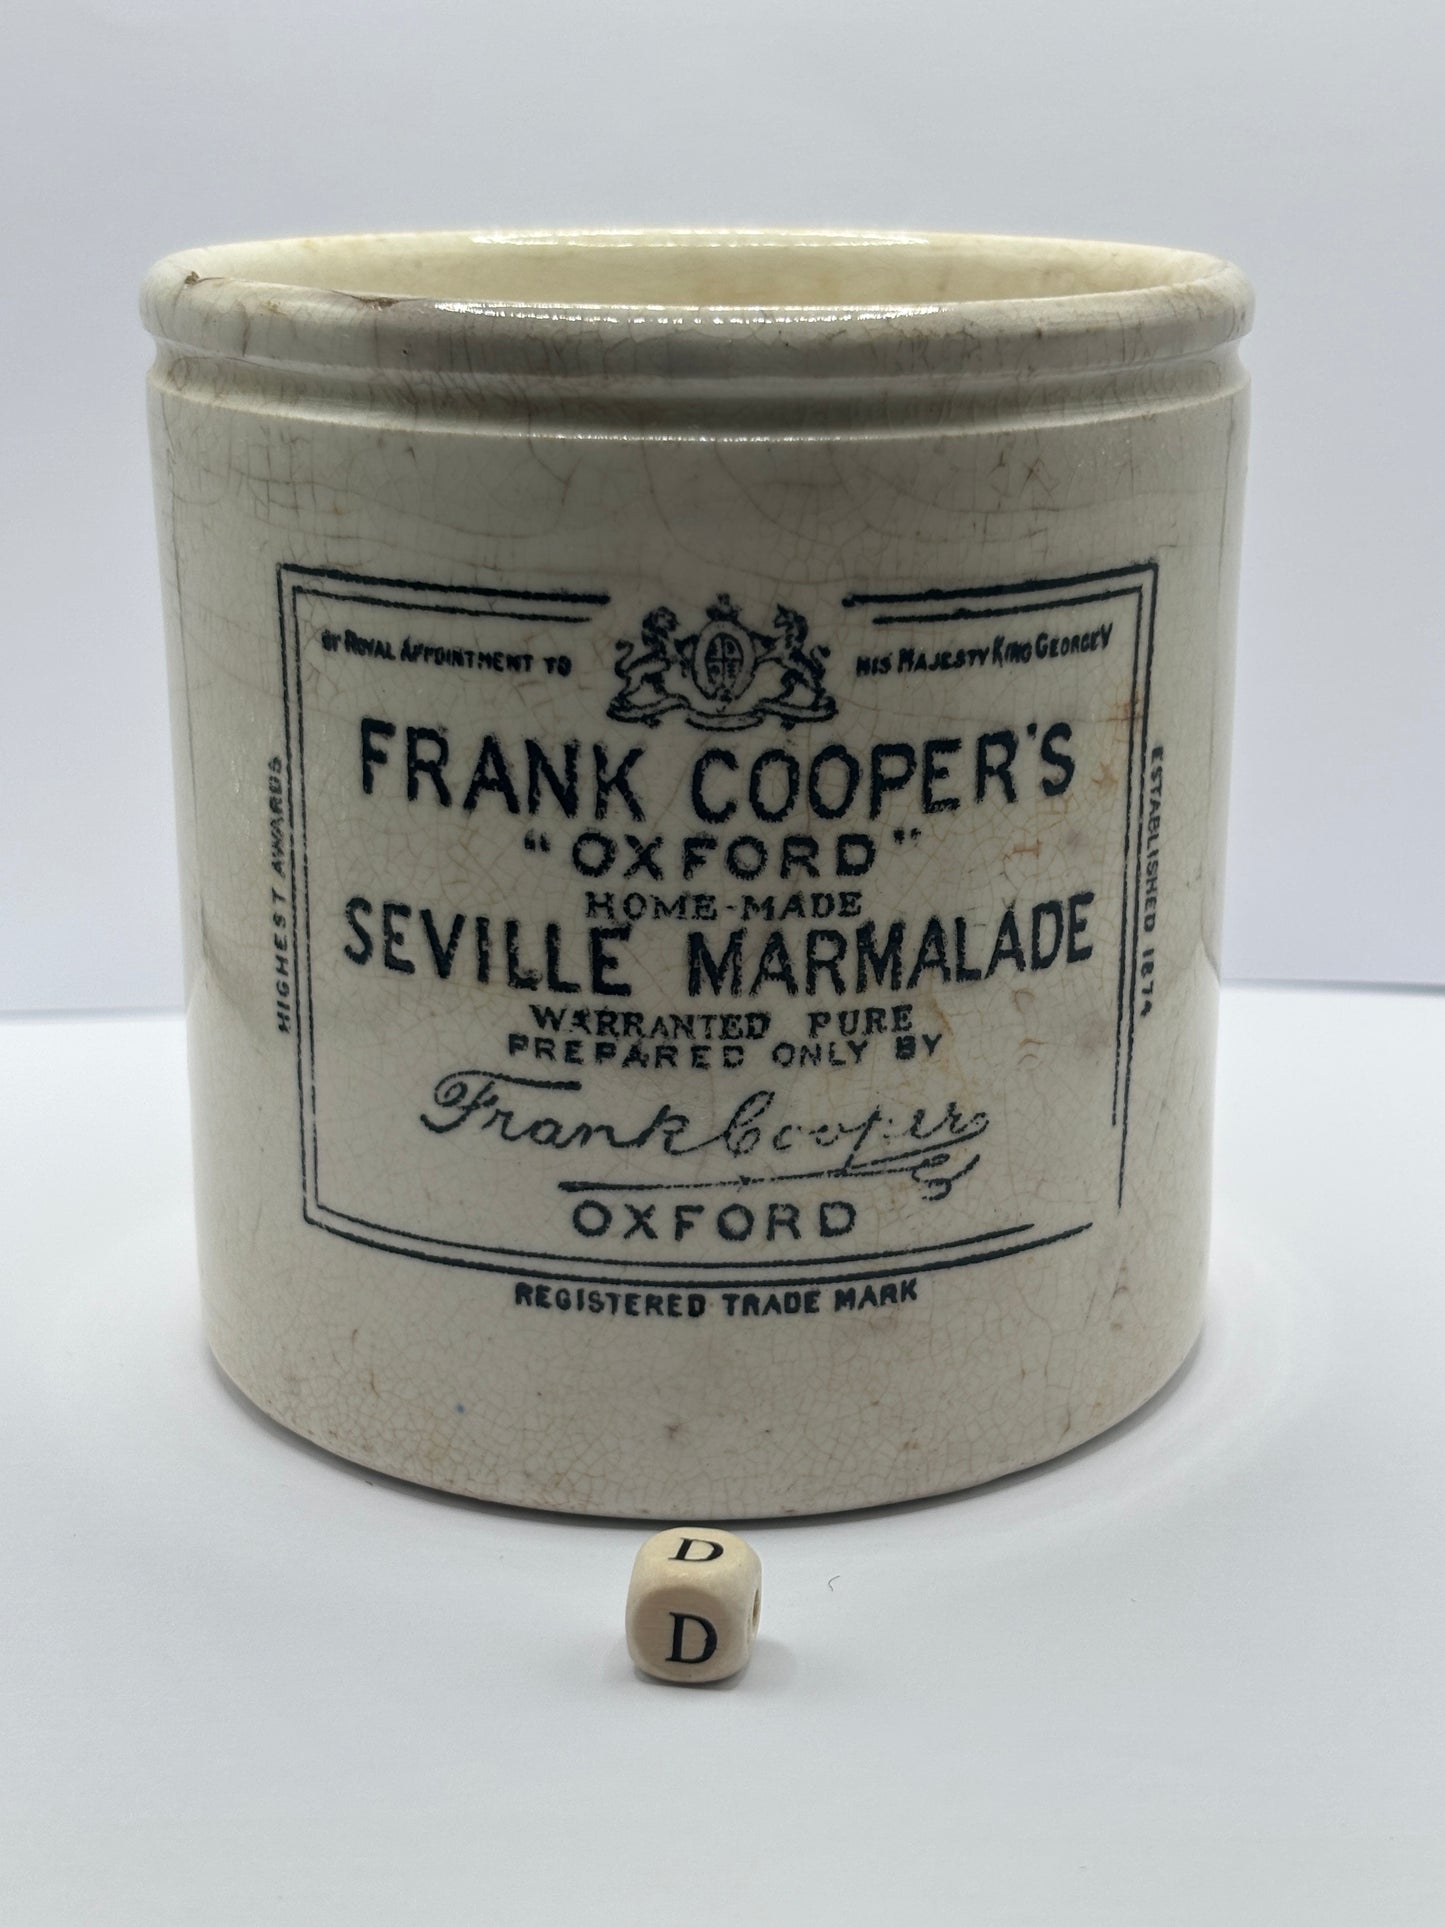 BY ROYAL APPOINTMENT TO HIS MAJESTY KING GEORGE V
FRANK COOPER'S
"OXFORD"
HOME-MADE
SEVILLE MARMALADE
WARRANTED PURE
PREPARED ONLY BY
Frank Cooper
OXFORD
HIGHEST AWARDS
ESTABLISHED 1874
REGISTERED TRADE MARK
D
D